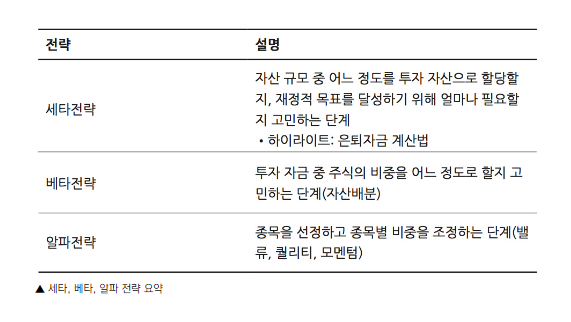 전략 설명
세타전략
자산 규모 중 어느 정도를 투자 자산으로 할당할
지, 재정적 목표를 달성하기 위해 얼마나 필요할
지 고민하는 단계
• 하이라이트: 은퇴자금 계산법
베타전략
투자 자금 중 주식의 비중을 어느 정도로 할지 고
민하는 단계(자산배분)
알파전략
종목을 선정하고 종목별 비중을 조정하는 단계(밸
류, 퀄리티, 모멘텀)
▲ 세타, 베타, 알파 전략 요약